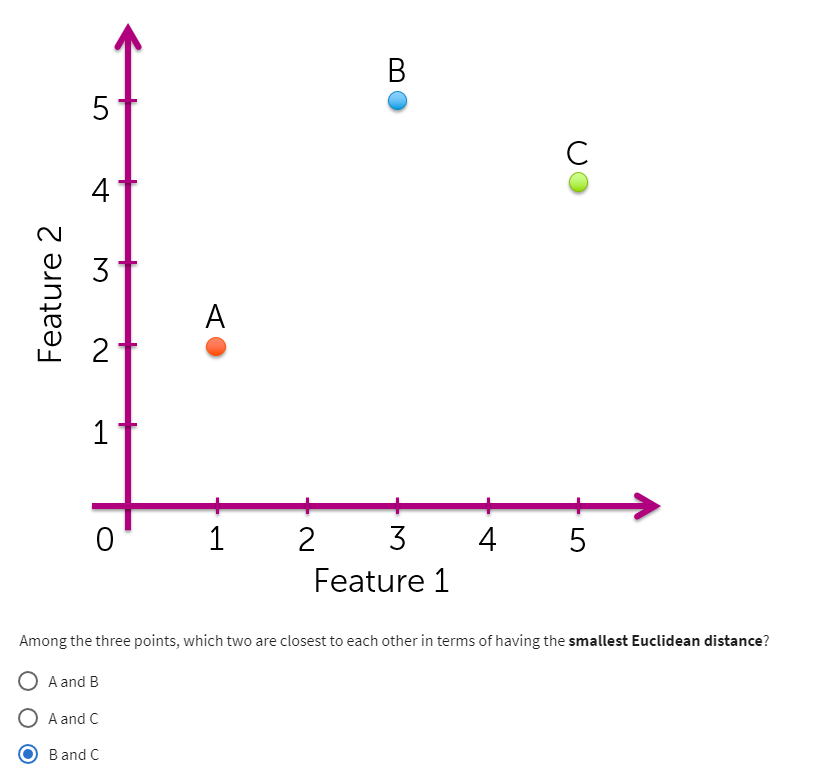 B
5
C
4
3
A
2
1
Feature 2
0 1 2 3 4 5
Feature 1
Among the three points, which two are closest to each other in terms of having the smallest Euclidean distance?
A and B
A and C
B and C